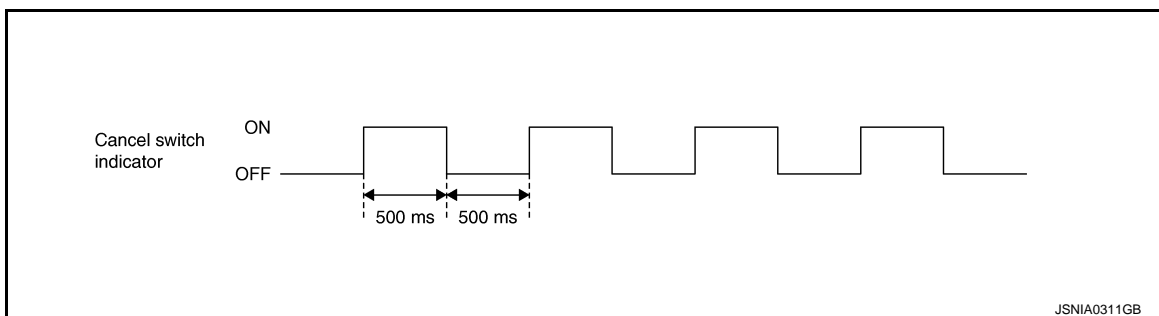 Cancel switch
indicator
ON
OFF
500 ms
500 ms
JSNIA0311GB